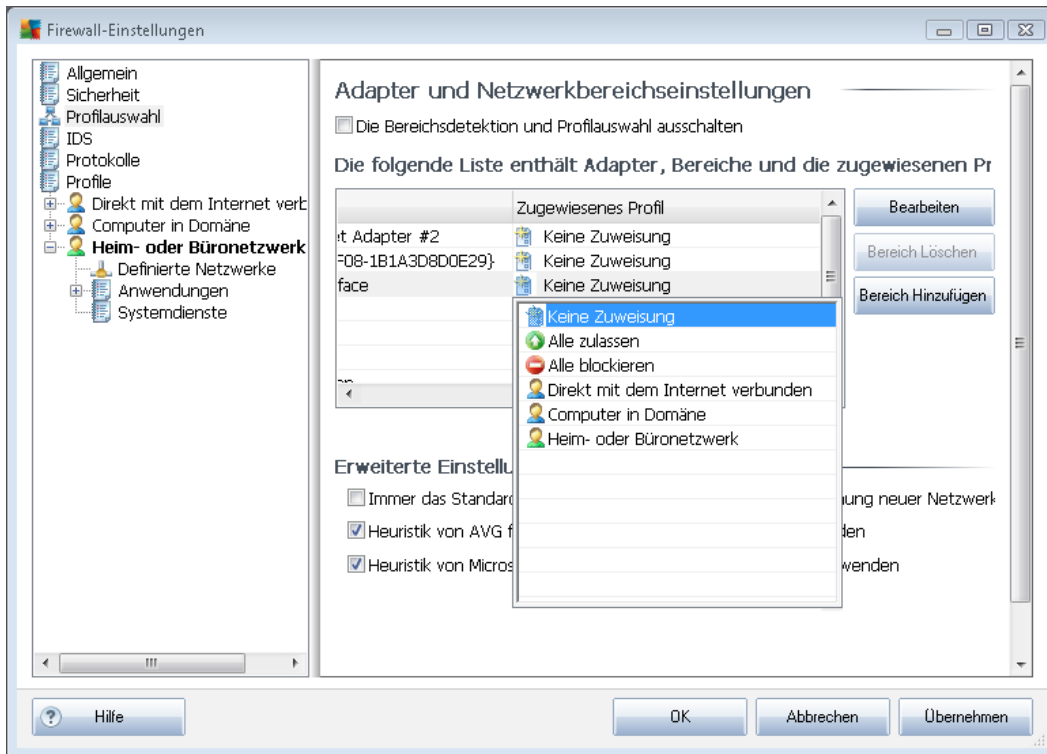 Firewall-Einstellungen
Allgemein
Sicherheit
Profilauswahl
IDS
Protokolle
Profile
Direkt mit dem Internet verb
Computer in Domäne
Heim- oder Büronetzwerk
Definierte Netzwerke
Anwendungen
Systemdienste
Adapter und Netzwerkbereichseinstellungen
Die Bereichsdetektion und Profilauswahl ausschalten
Die folgende Liste enthält Adapter, Bereiche und die zugewiesenen Pr
Zugewiesenes Profil
et Adapter #2 Keine Zuweisung
F08-1B1A3D8D0E29} Keine Zuweisung
face Keine Zuweisung
Keine Zuweisung
Alle zulassen
Alle blockieren
Direkt mit dem Internet verbunden
Computer in Domäne
Heim- oder Büronetzwerk
Bearbeiten
Bereich Löschen
Bereich Hinzufügen
Erweiterte Einstellu
Immer das Standard ung neuer Netzwerk
Heuristik von AVG f den
Heuristik von Micros wenden
Hilfe
OK
Abbrechen
Übernehmen